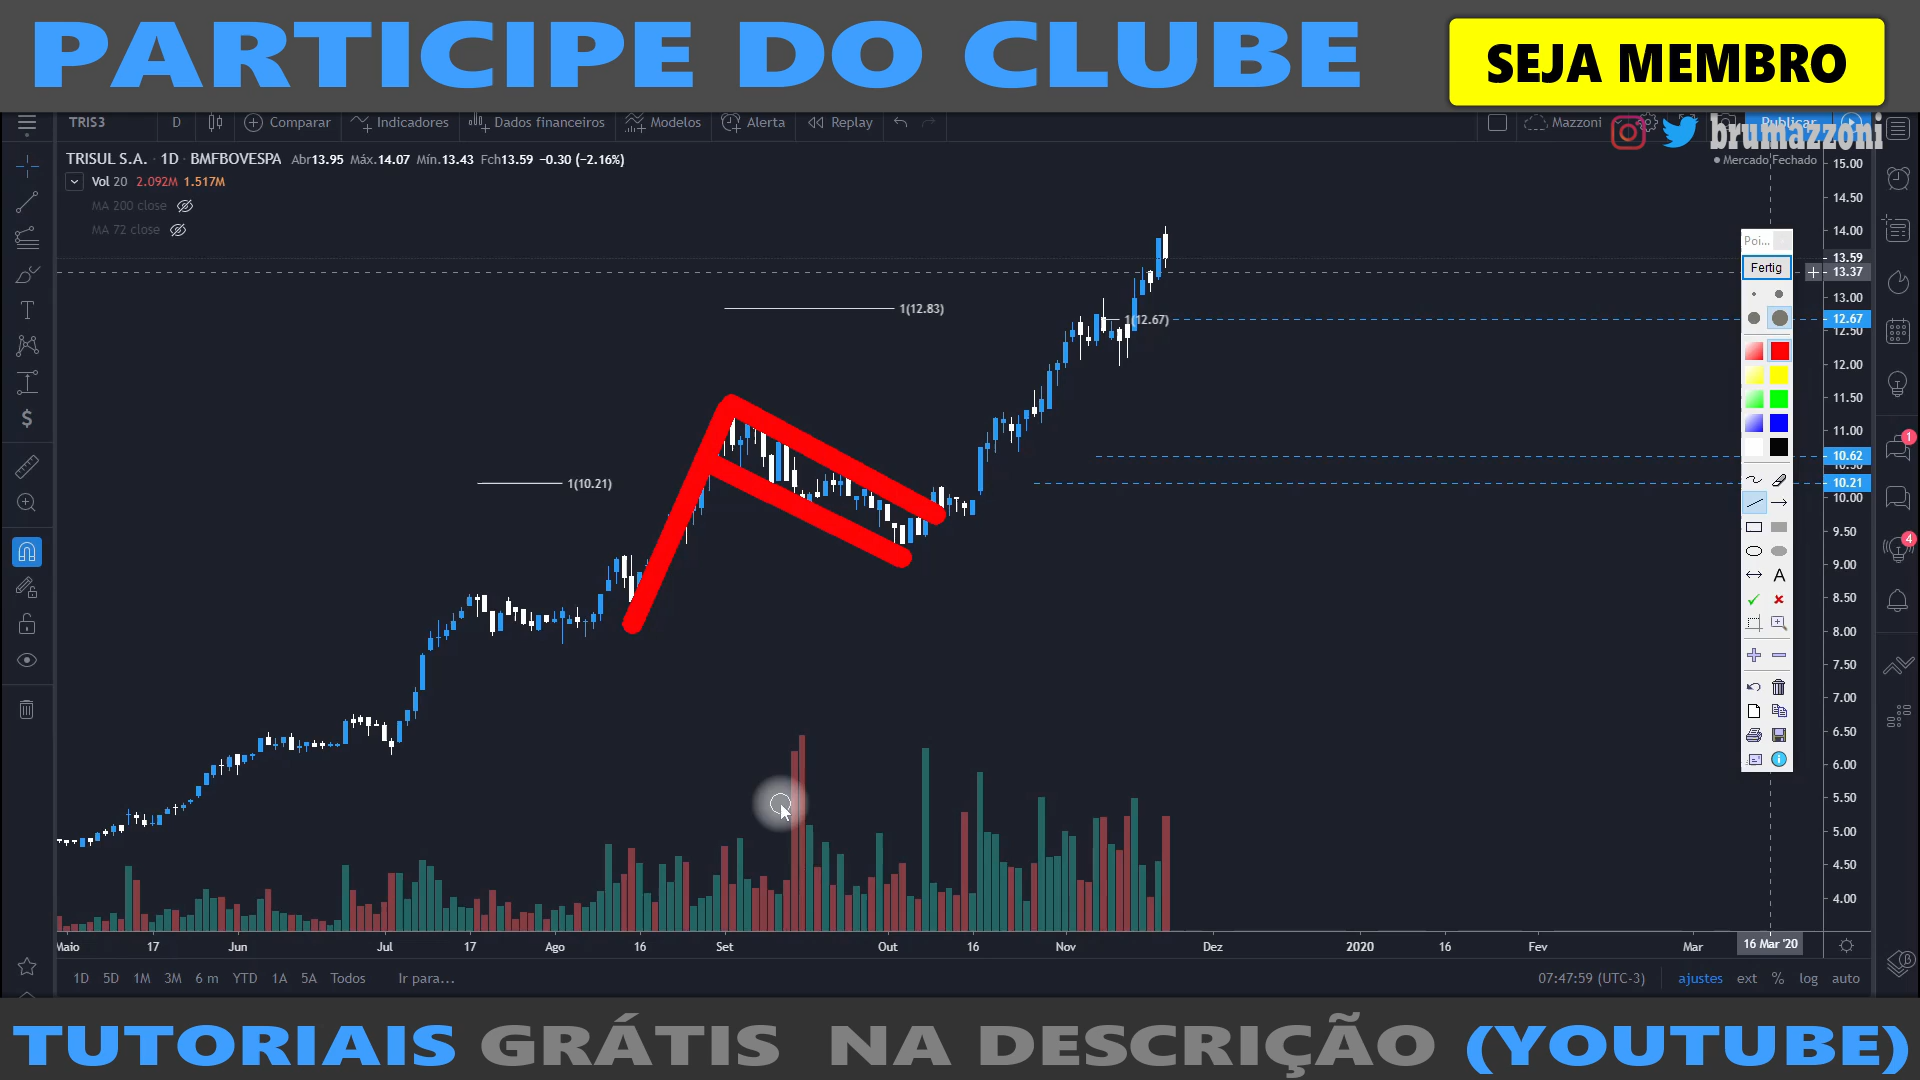 PARTICIPE DO CLUBE
SEJA MEMBRO
TRIS3 D Comparar Indicadores Dados financeiros Modelos Alerta Replay Mazzoni Publicar
brumazzoni
TRISUL S.A. · 1D · BMFBOVESPA Abr13.95 Máx.14.07 Mín.13.43 Fch13.59 −0.30 (−2.16%)
Mercado Fechado
Vol 20 2.092M 1.517M
MA 200 close
MA 72 close
15.00
14.50
14.00
13.59
13.37
13.00
12.67
12.50
12.00
11.50
11.00
10.62
10.50
10.21
10.00
9.50
9.00
8.50
8.00
7.50
7.00
6.50
6.00
5.50
5.00
4.50
4.00
1(12.83)
1(12.67)
1(10.21)
Poi...
Fertig
A
1
4
Maio 17 Jun Jul 17 Ago 16 Set Out 16 Nov Dez 2020 16 Fev Mar 16 Mar '20
1D 5D 1M 3M 6 m YTD 1A 5A Todos Ir para... 07:47:59 (UTC-3) ajustes ext % log auto
TUTORIAIS GRÁTIS NA DESCRIÇÃO (YOUTUBE)